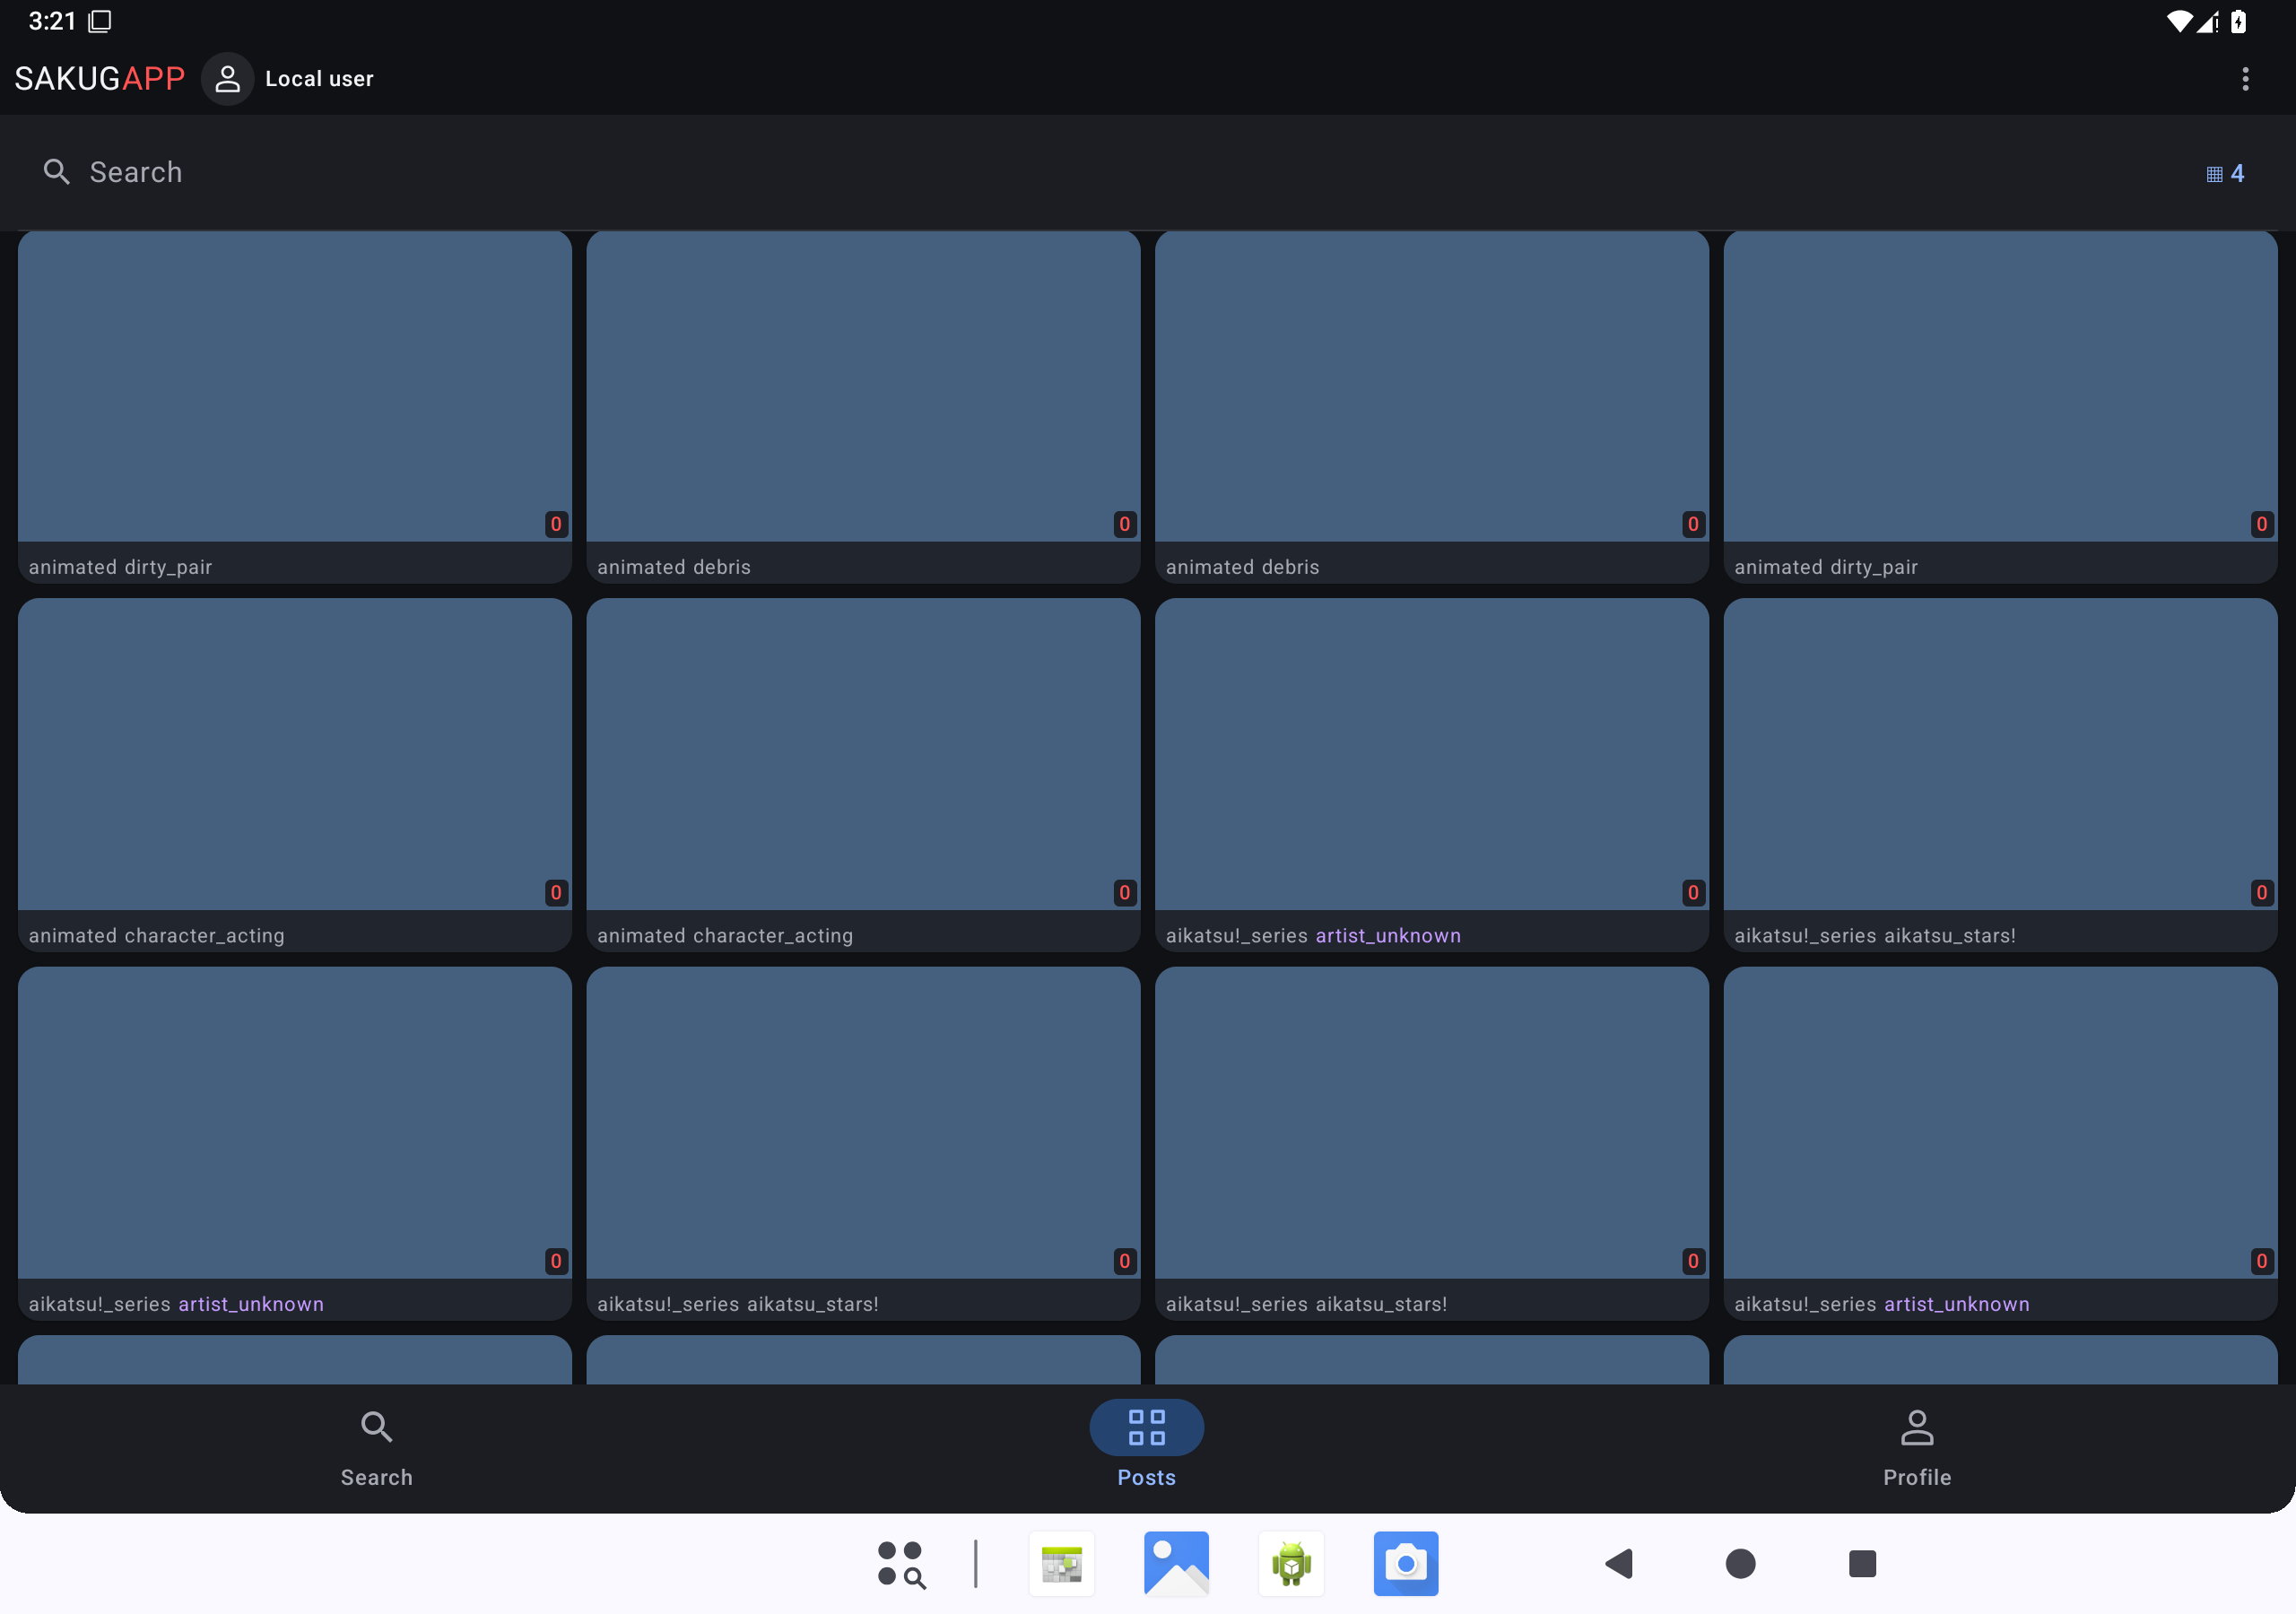 3:21
SAKUGAPP Local user
Search 4
0 0 0 0
animated dirty_pair animated debris animated debris animated dirty_pair
0 0 0 0
animated character_acting animated character_acting aikatsu!_series artist_unknown aikatsu!_series aikatsu_stars!
0 0 0 0
aikatsu!_series artist_unknown aikatsu!_series aikatsu_stars! aikatsu!_series aikatsu_stars! aikatsu!_series artist_unknown
Search Posts Profile